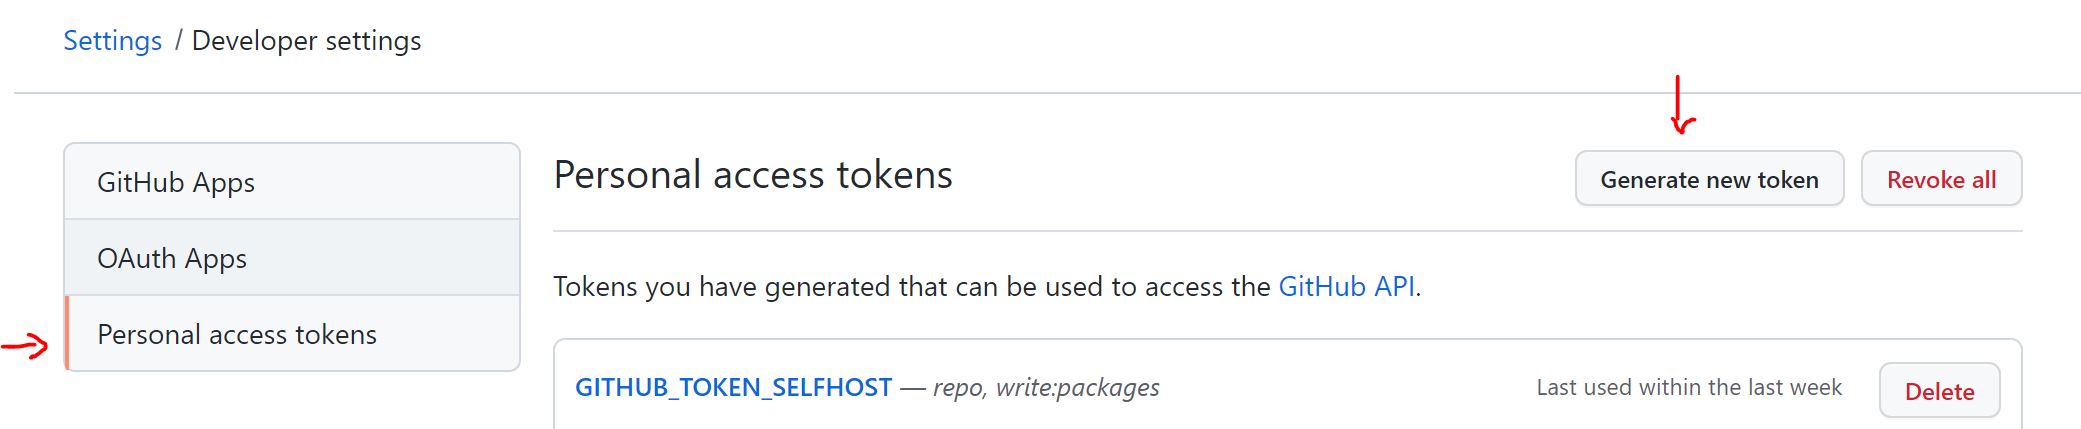 Settings / Developer settings
GitHub Apps
OAuth Apps
Personal access tokens
Personal access tokens
Generate new token
Revoke all
Tokens you have generated that can be used to access the GitHub API.
GITHUB_TOKEN_SELFHOST — repo, write:packages
Last used within the last week
Delete